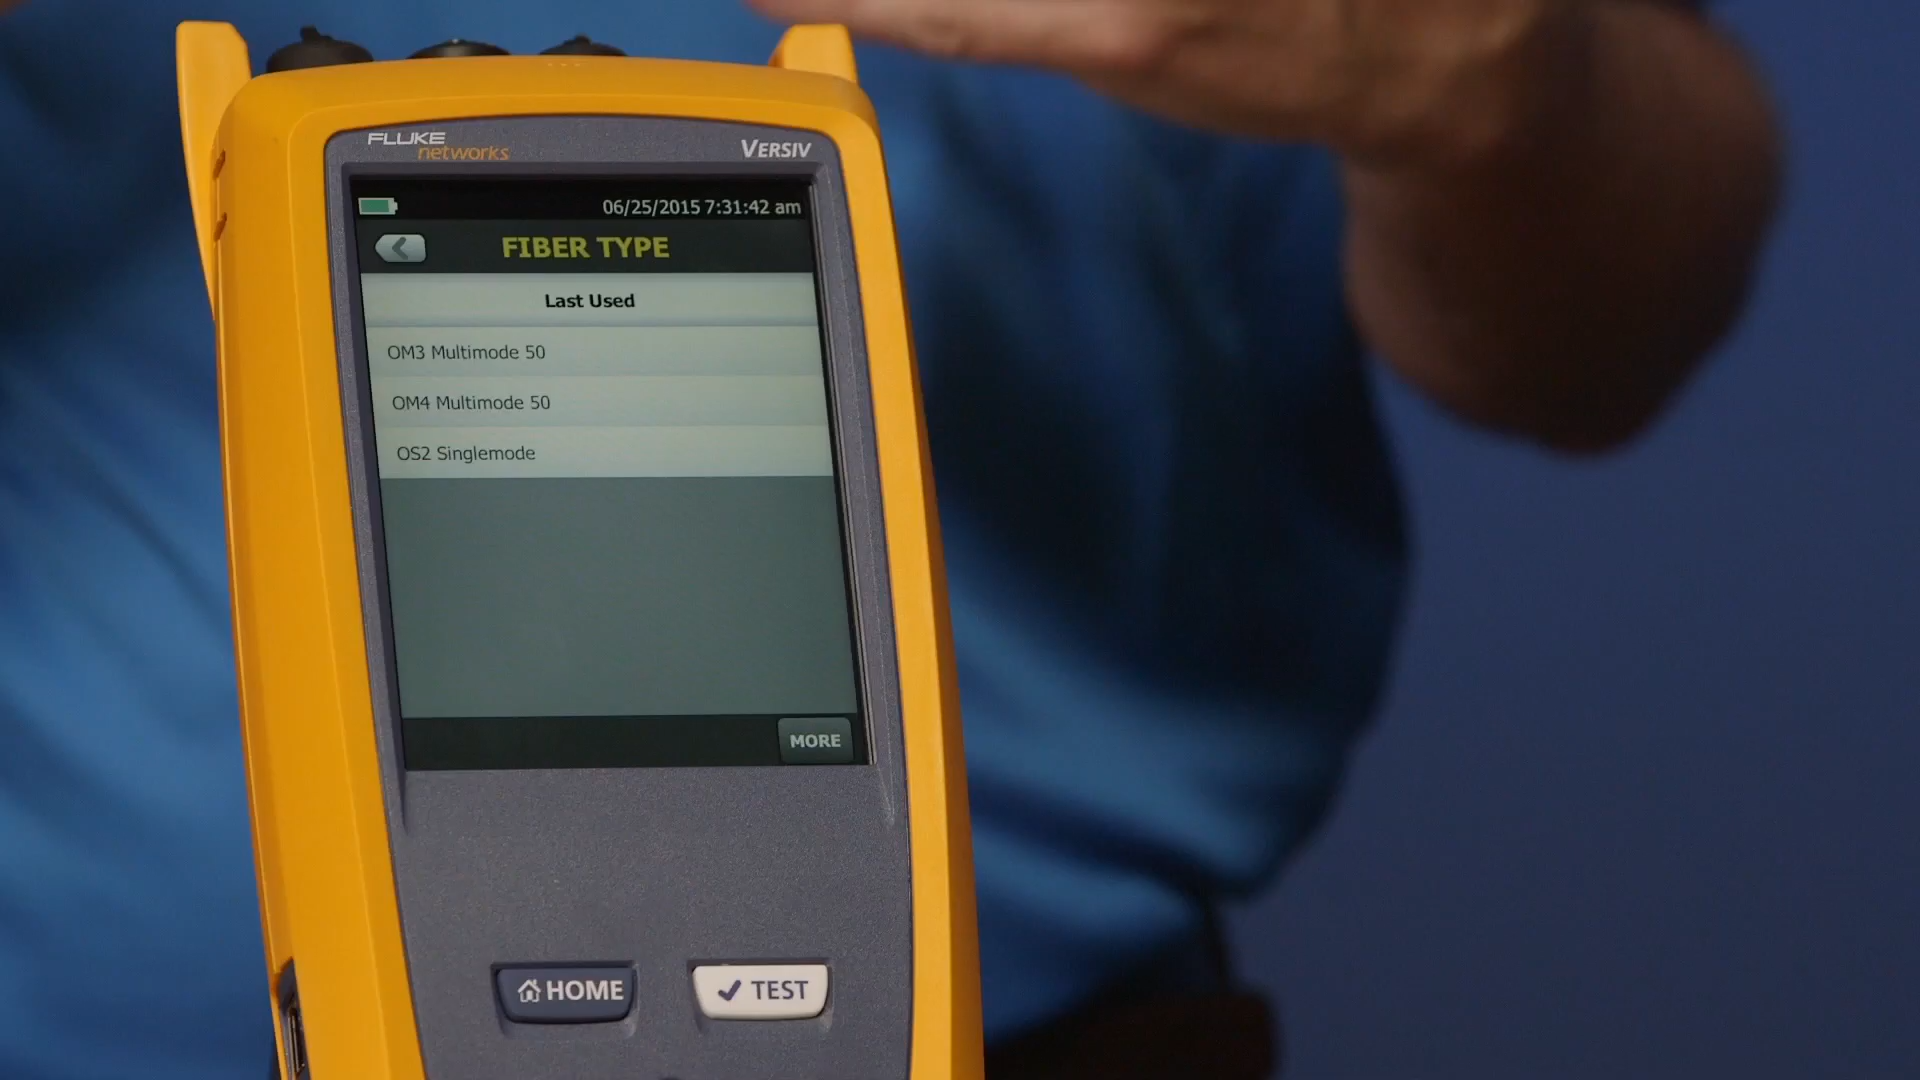 FLUKE
networks
VERSIV
06/25/2015 7:31:42 am
FIBER TYPE
Last Used
OM3 Multimode 50
OM4 Multimode 50
OS2 Singlemode
MORE
HOME
TEST